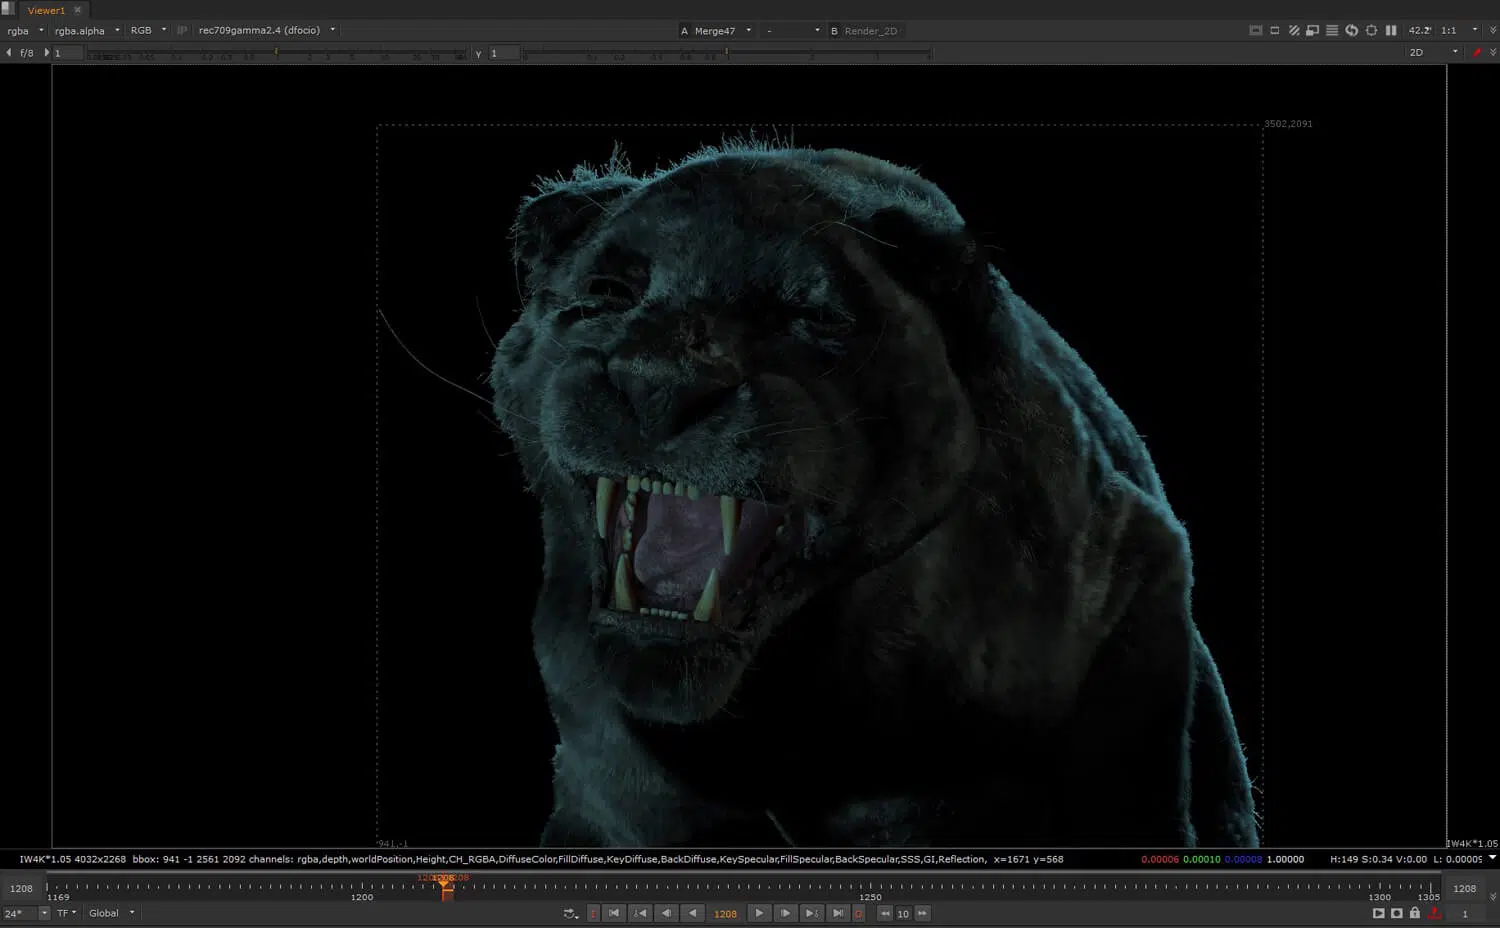 Viewer1
rgba rgba.alpha RGB IP rec709gamma2.4 (dfocio) A Merge47 - B Render_2D 42.2 1:1
f/8 1 Y 1 2D
3502,2091
941,-1
IW4K*1.05
IW4K*1.05 4032x2268 bbox: 941 -1 2561 2092 channels: rgba,depth,worldPosition,Height,CH_RGBA,DiffuseColor,FillDiffuse,KeyDiffuse,BackDiffuse,KeySpecular,FillSpecular,BackSpecular,SSS,GI,Reflection, x=1671 y=568 0.00006 0.00010 0.00008 1.00000 H:149 S:0.34 V:0.00 L: 0.00009
1208 1208 1208
1169 1200 1250 1300 1305
24* TF Global 1208 10 1